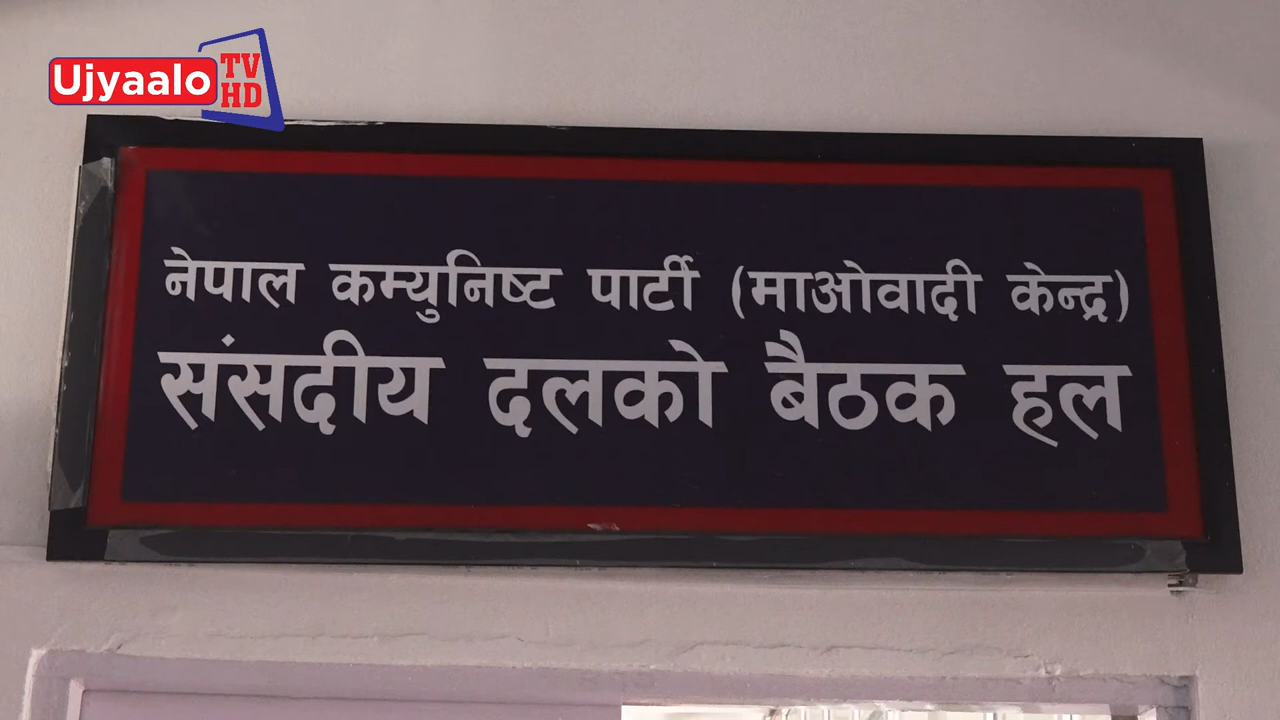 Ujyaalo
TV
HD
नेपाल कम्युनिष्ट पार्टी (माओवादी केन्द्र)
संसदीय दलको बैठक हल